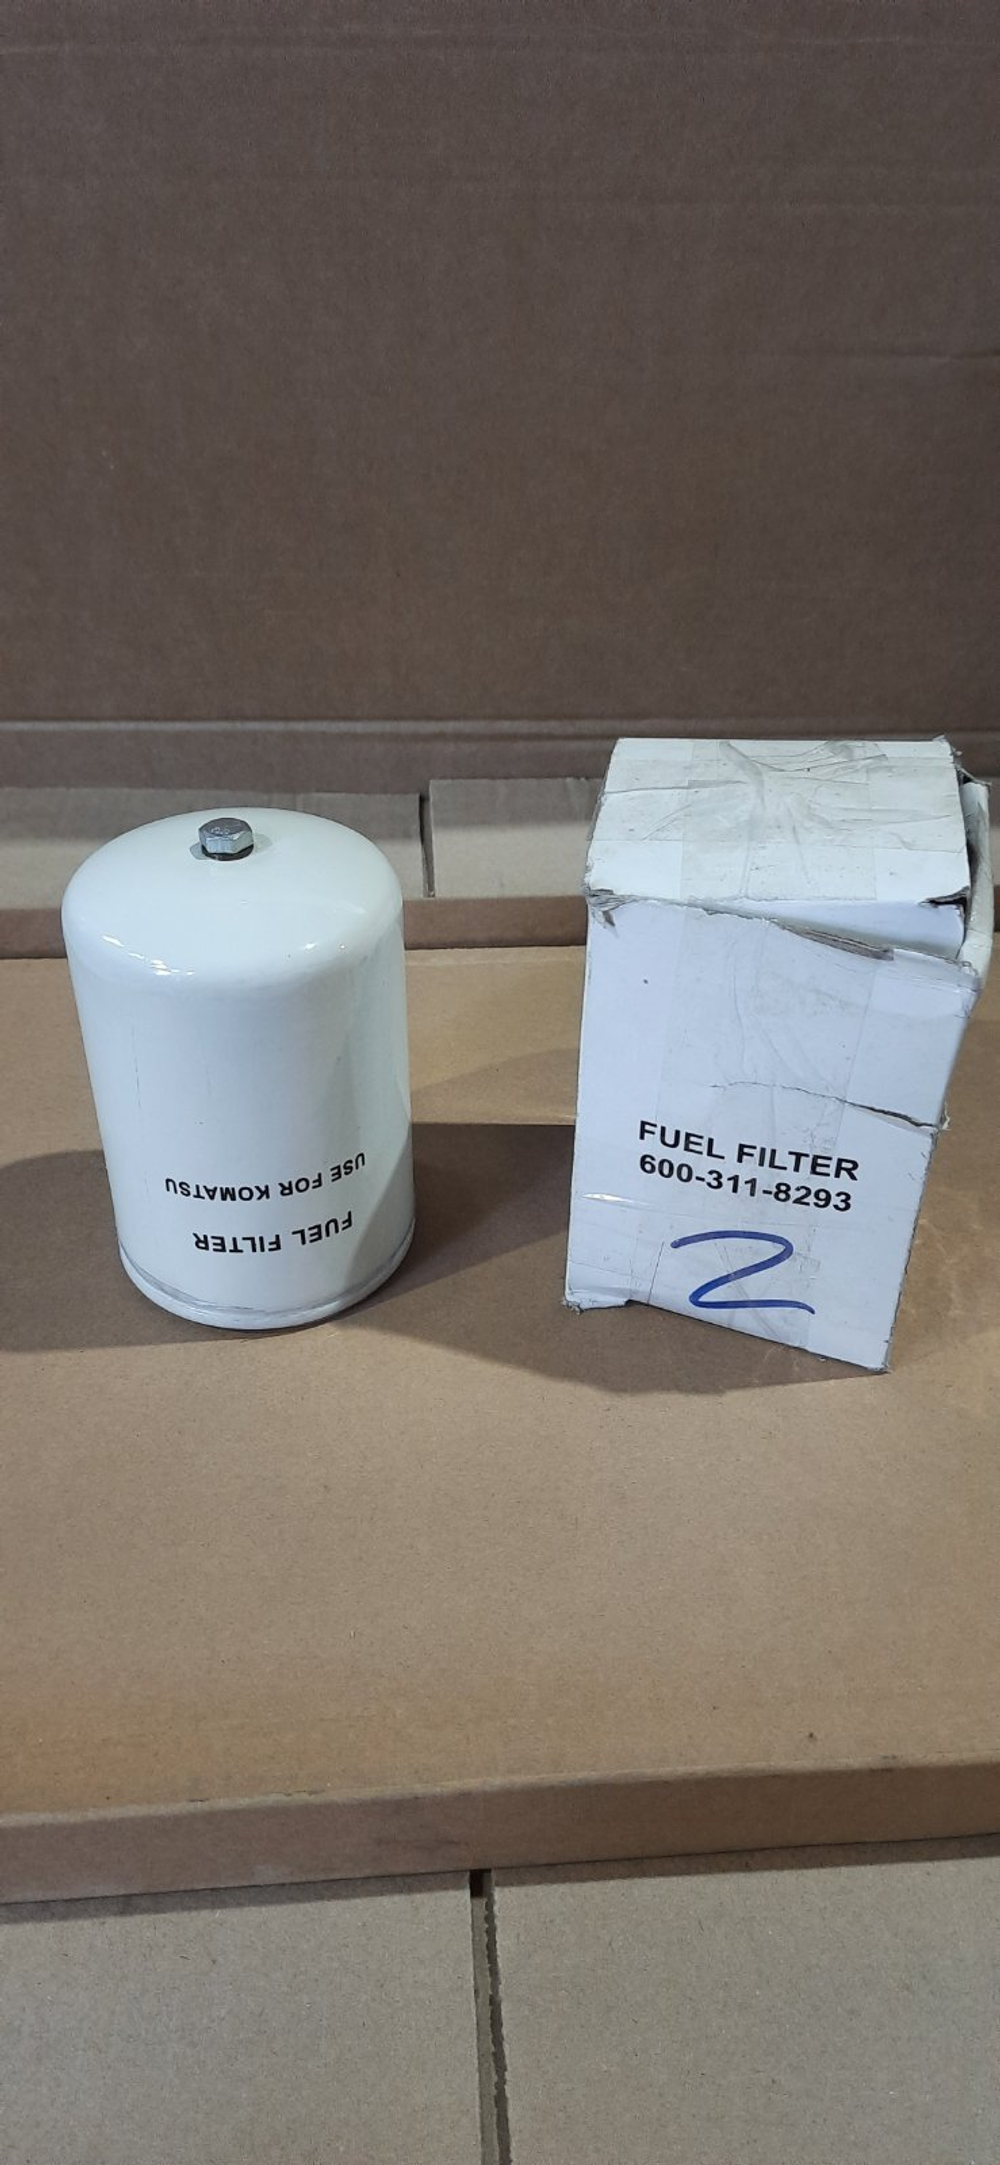 FUEL FILTER
USE FOR KOMATSU
FUEL FILTER
600-311-8293
2